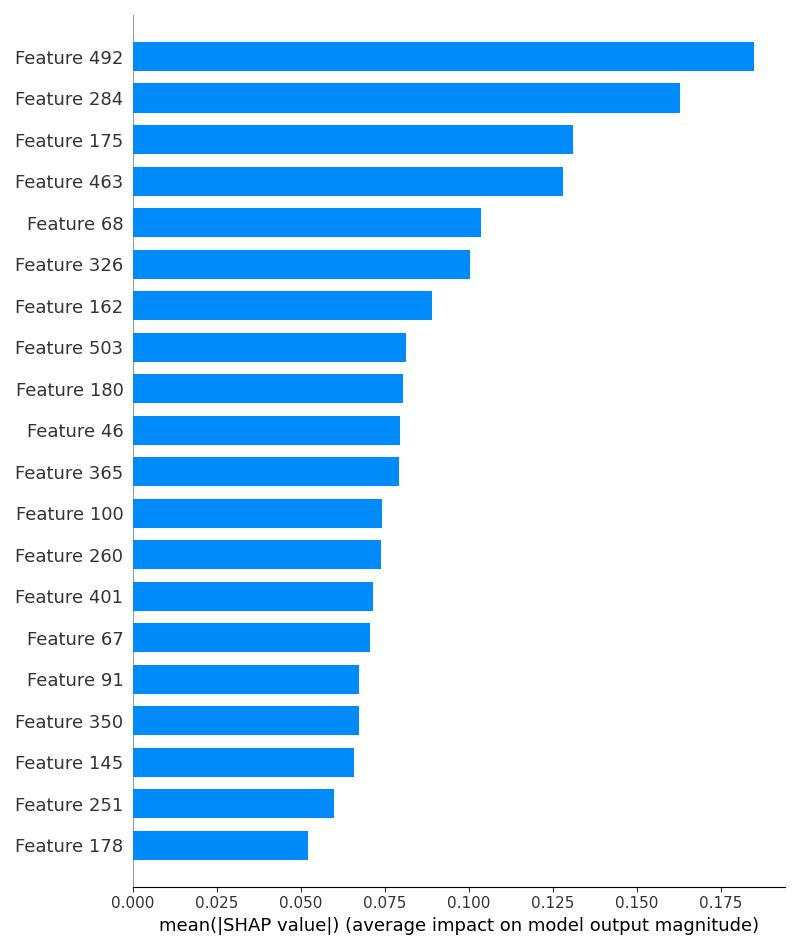 Feature 492
Feature 284
Feature 175
Feature 463
Feature 68
Feature 326
Feature 162
Feature 503
Feature 180
Feature 46
Feature 365
Feature 100
Feature 260
Feature 401
Feature 67
Feature 91
Feature 350
Feature 145
Feature 251
Feature 178
0.000 0.025 0.050 0.075 0.100 0.125 0.150 0.175
mean(|SHAP value|) (average impact on model output magnitude)